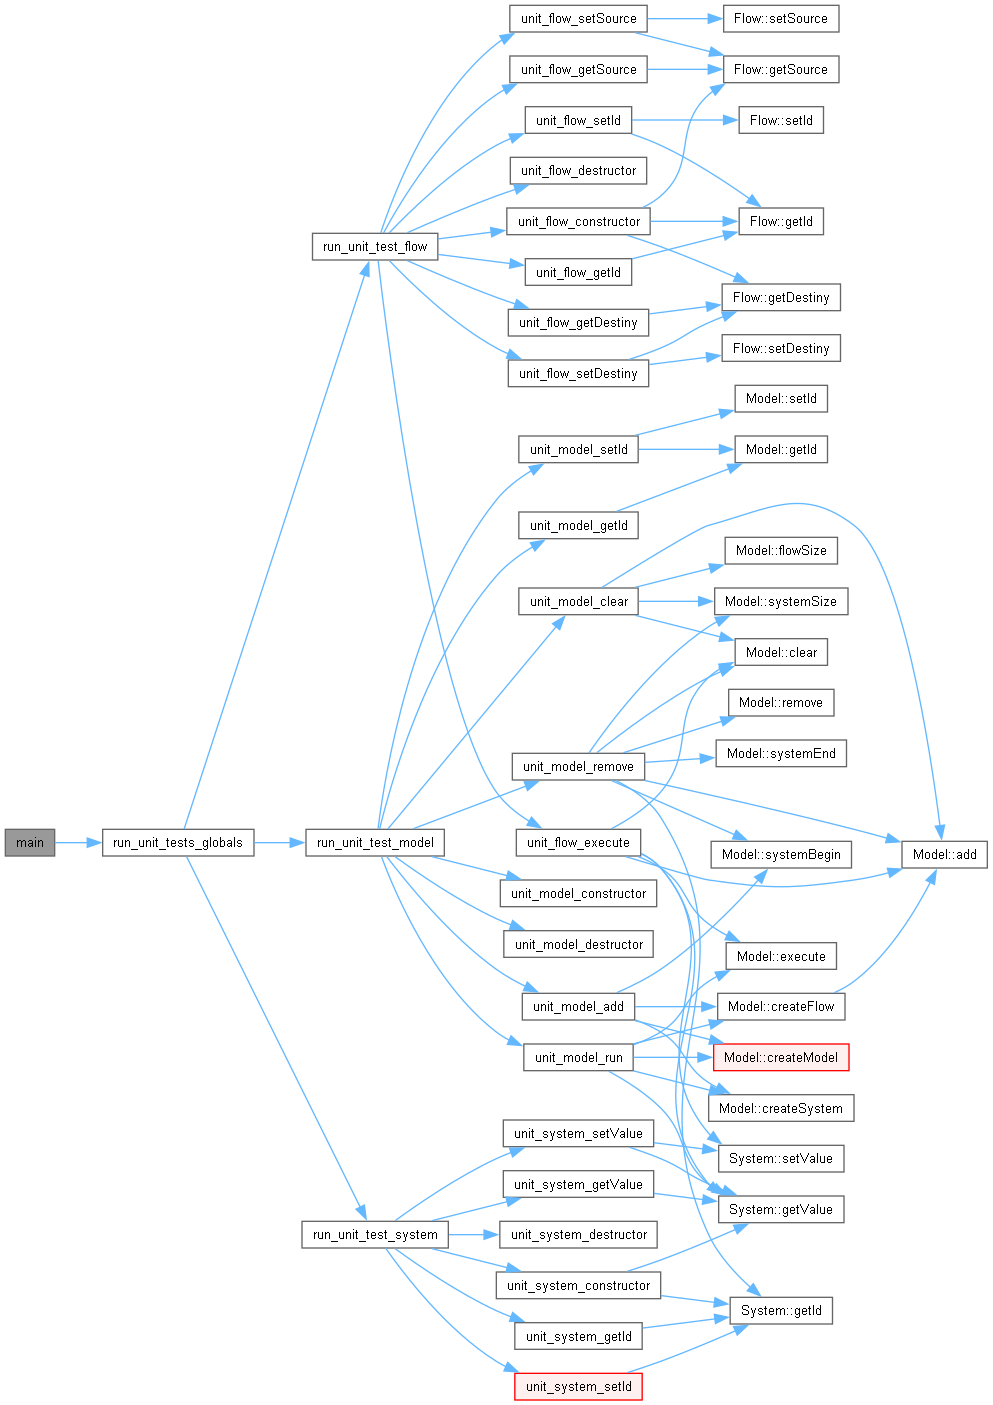 main
run_unit_tests_globals
run_unit_test_flow
run_unit_test_model
run_unit_test_system
unit_flow_setSource
unit_flow_getSource
unit_flow_setId
unit_flow_destructor
unit_flow_constructor
unit_flow_getId
unit_flow_getDestiny
unit_flow_setDestiny
unit_model_setId
unit_model_getId
unit_model_clear
unit_model_remove
unit_flow_execute
unit_model_constructor
unit_model_destructor
unit_model_add
unit_model_run
unit_system_setValue
unit_system_getValue
unit_system_destructor
unit_system_constructor
unit_system_getId
unit_system_setId
Flow::setSource
Flow::getSource
Flow::setId
Flow::getId
Flow::getDestiny
Flow::setDestiny
Model::setId
Model::getId
Model::flowSize
Model::systemSize
Model::clear
Model::remove
Model::systemEnd
Model::systemBegin
Model::execute
Model::createFlow
Model::createModel
Model::createSystem
System::setValue
System::getValue
System::getId
Model::add